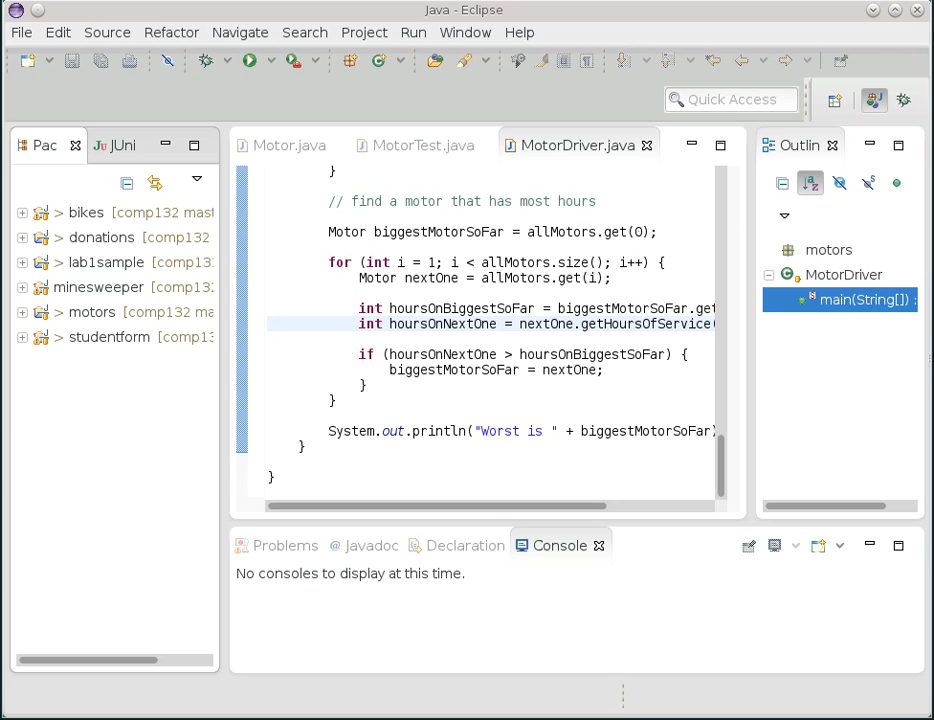 Java - Eclipse
File Edit Source Refactor Navigate Search Project Run Window Help
Quick Access
Pac
JUni
Motor.java
MotorTest.java
MotorDriver.java
Outlin
> bikes [comp132 mast
> donations [comp132
> lab1sample [comp132
minesweeper [comp132
> motors [comp132 ma
> studentform [comp13
}
// find a motor that has most hours
Motor biggestMotorSoFar = allMotors.get(0);
for (int i = 1; i < allMotors.size(); i++) {
Motor nextOne = allMotors.get(i);
int hoursOnBiggestSoFar = biggestMotorSoFar.get
int hoursOnNextOne = nextOne.getHoursOfService(
if (hoursOnNextOne > hoursOnBiggestSoFar) {
biggestMotorSoFar = nextOne;
}
}
System.out.println("Worst is " + biggestMotorSoFar)
}
}
motors
MotorDriver
main(String[]) :
Problems @ Javadoc Declaration Console
No consoles to display at this time.